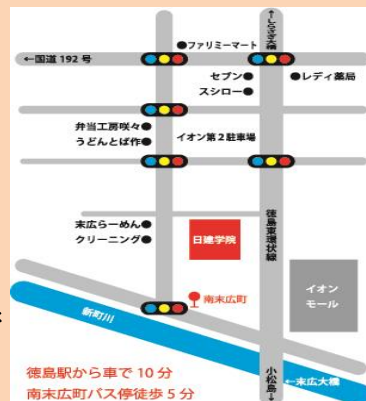 ←しらさぎ大橋
●ファリミーマート
←国道192号
セブン●
●レディ薬局
スシロー●
弁当工房咲々●
うどんとば作●
イオン第2駐車場
末広らーめん●
クリーニング●
日建学院
徳島東環状線
イオン
モール
南末広町
新町川
小松島→
←末広大橋
徳島駅から車で10分
南末広町バス停徒歩5分